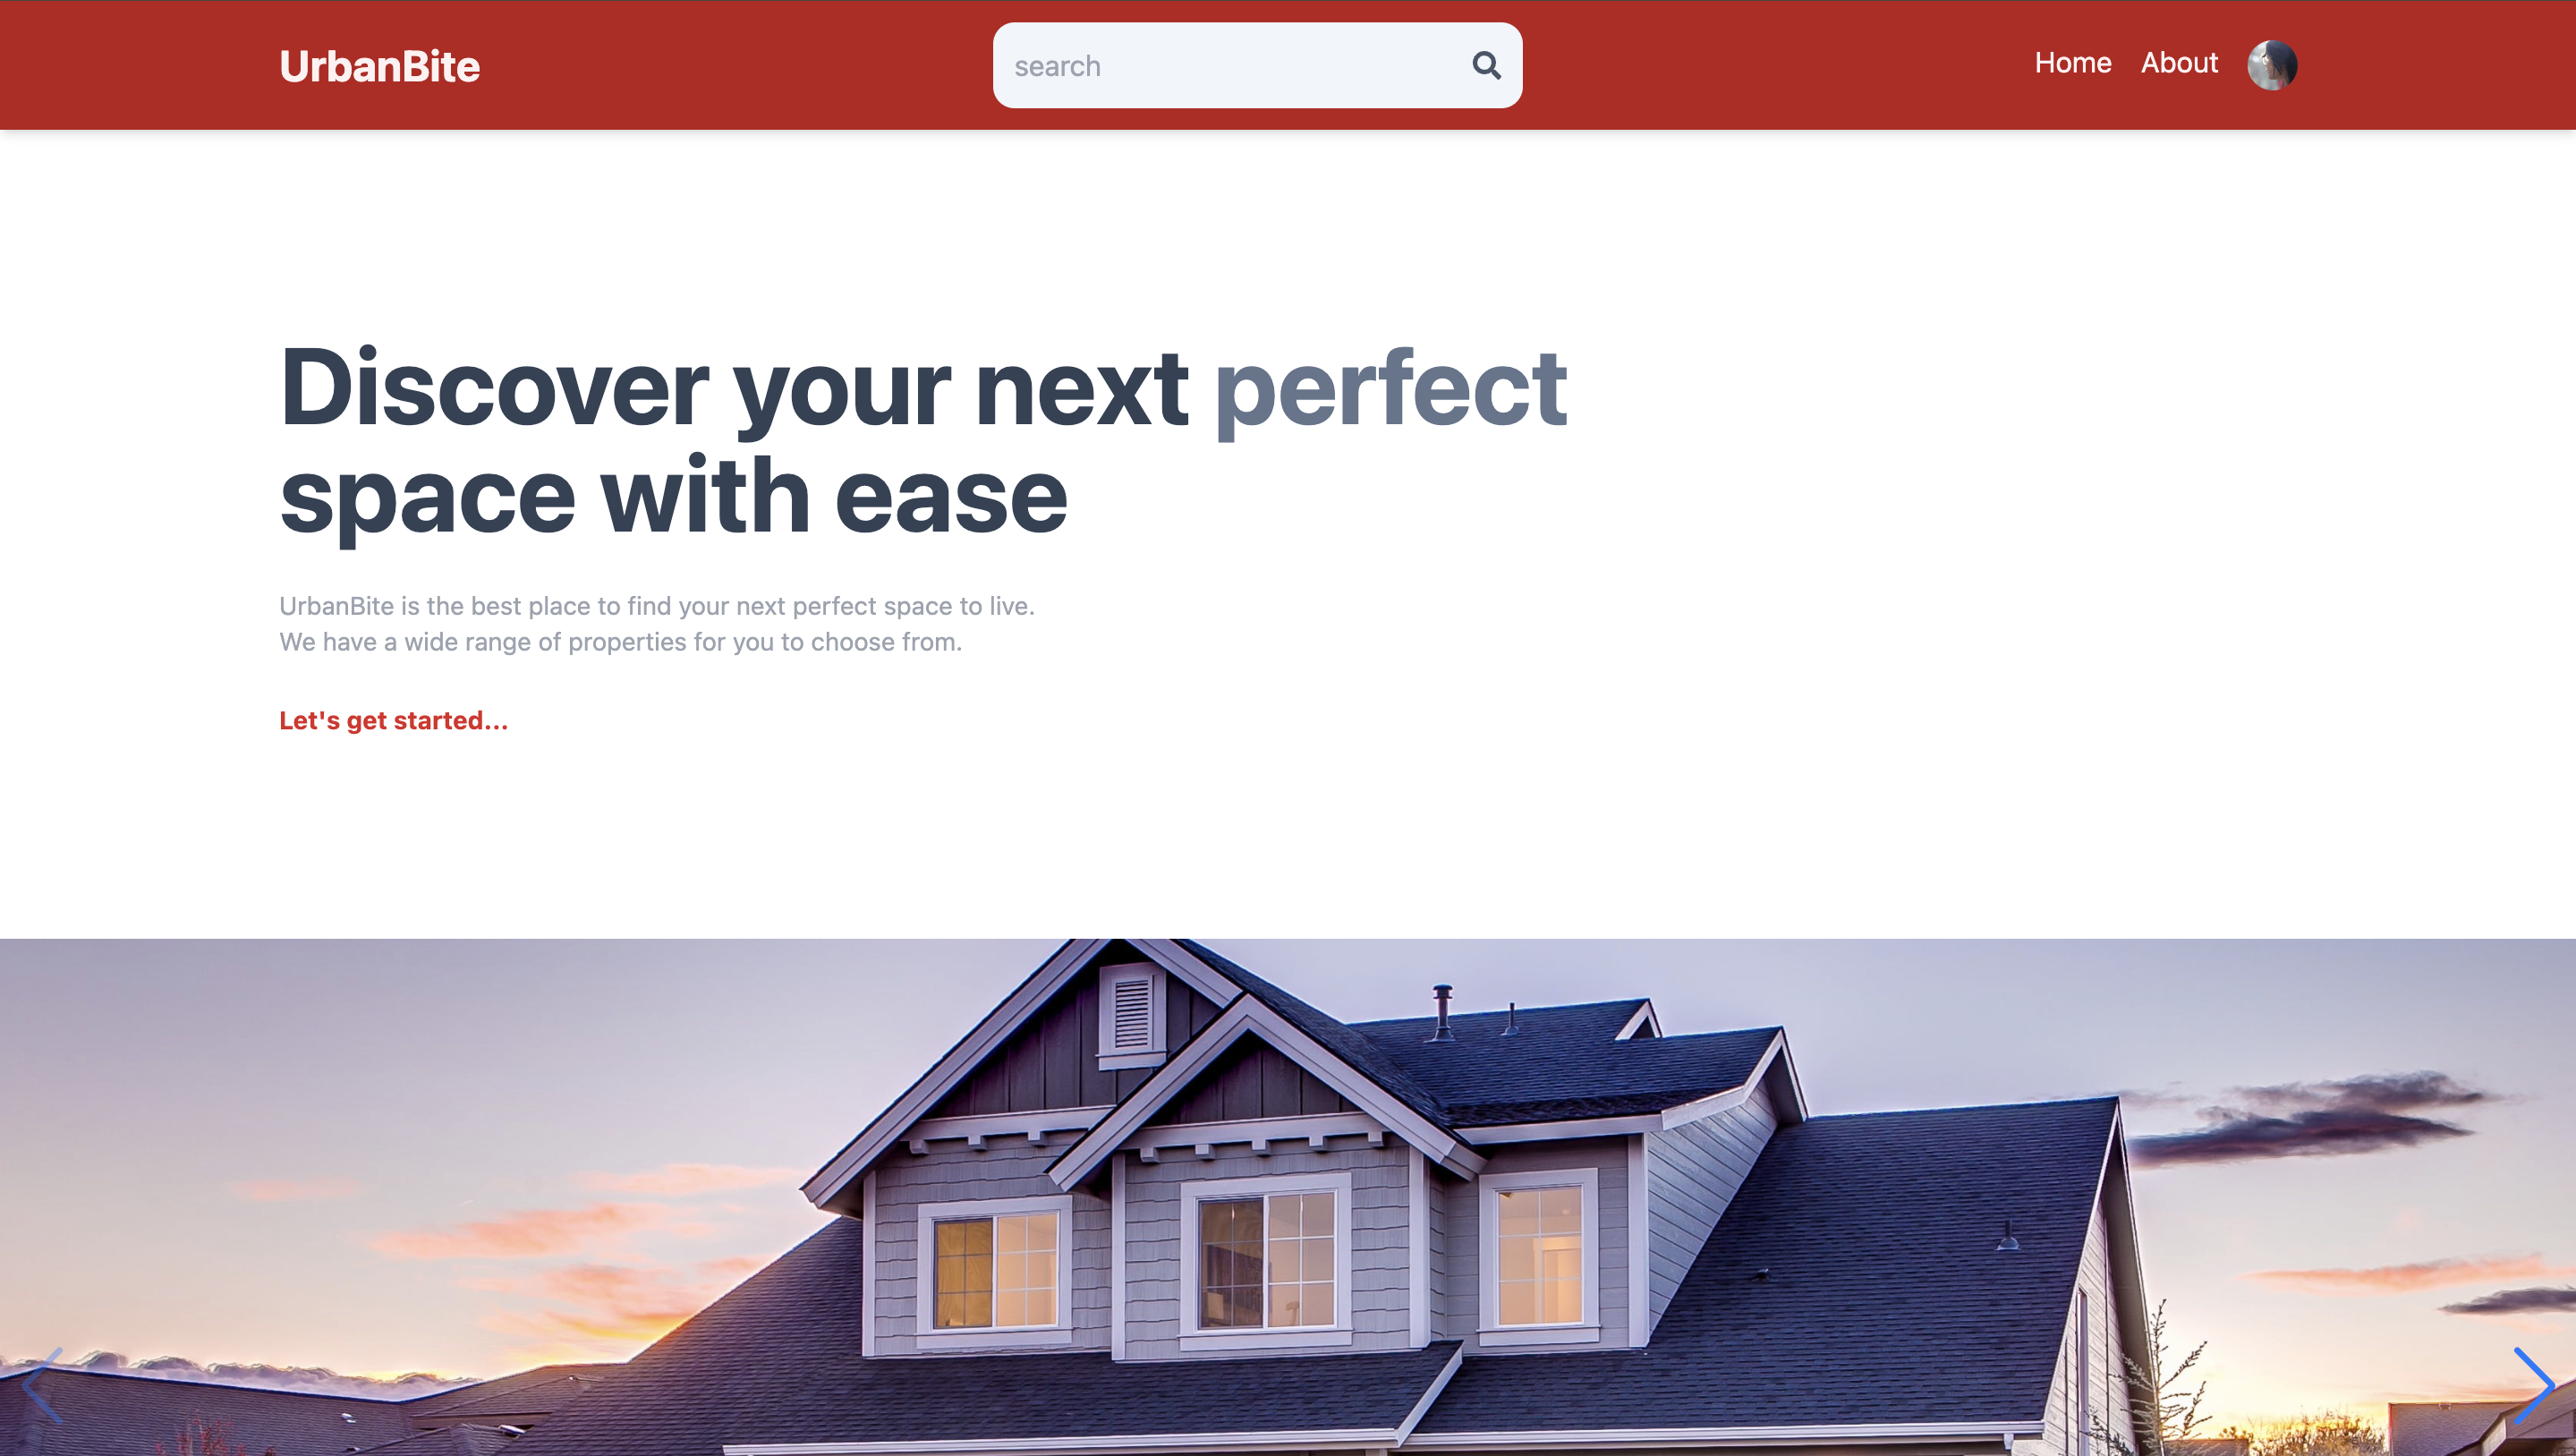 UrbanBite
search
Home
About
Discover your next perfect
space with ease
UrbanBite is the best place to find your next perfect space to live.
We have a wide range of properties for you to choose from.
Let's get started...